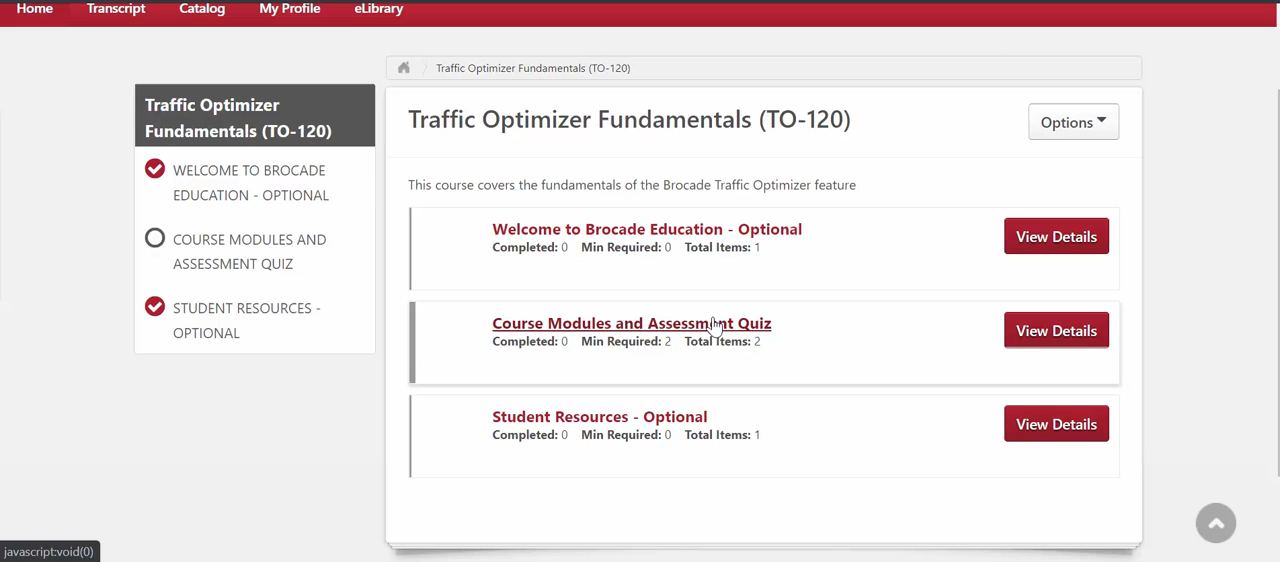 Home Transcript Catalog My Profile eLibrary
Traffic Optimizer Fundamentals (TO-120)
Traffic Optimizer
Fundamentals (TO-120)
WELCOME TO BROCADE
EDUCATION - OPTIONAL
COURSE MODULES AND
ASSESSMENT QUIZ
STUDENT RESOURCES -
OPTIONAL
Traffic Optimizer Fundamentals (TO-120)
Options
This course covers the fundamentals of the Brocade Traffic Optimizer feature
Welcome to Brocade Education - Optional
Completed: 0 Min Required: 0 Total Items: 1
View Details
Course Modules and Assessment Quiz
Completed: 0 Min Required: 2 Total Items: 2
View Details
Student Resources - Optional
Completed: 0 Min Required: 0 Total Items: 1
View Details
javascript:void(0)